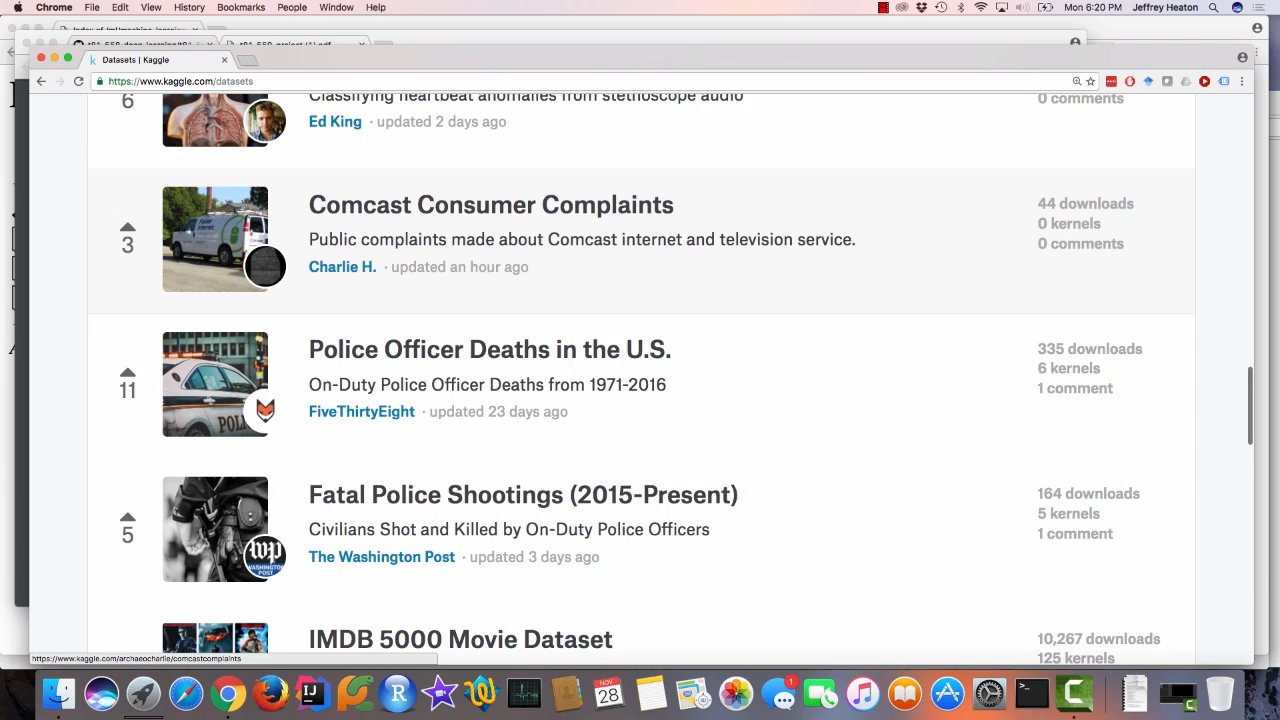 Chrome File Edit View History Bookmarks People Window Help
Mon 6:20 PM Jeffrey Heaton
Datasets | Kaggle
https://www.kaggle.com/datasets
6
Classifying heartbeat anomalies from stethoscope audio
0 comments
Ed King · updated 2 days ago
Comcast Consumer Complaints
44 downloads
3
Public complaints made about Comcast internet and television service.
0 kernels
0 comments
Charlie H. · updated an hour ago
Police Officer Deaths in the U.S.
335 downloads
11
On-Duty Police Officer Deaths from 1971-2016
6 kernels
1 comment
FiveThirtyEight · updated 23 days ago
Fatal Police Shootings (2015-Present)
164 downloads
5
Civilians Shot and Killed by On-Duty Police Officers
5 kernels
1 comment
The Washington Post · updated 3 days ago
wp
WASHINGTON
POST
IMDB 5000 Movie Dataset
10,267 downloads
125 kernels
https://www.kaggle.com/archaeocharlie/comcastcomplaints
NOV
28
1